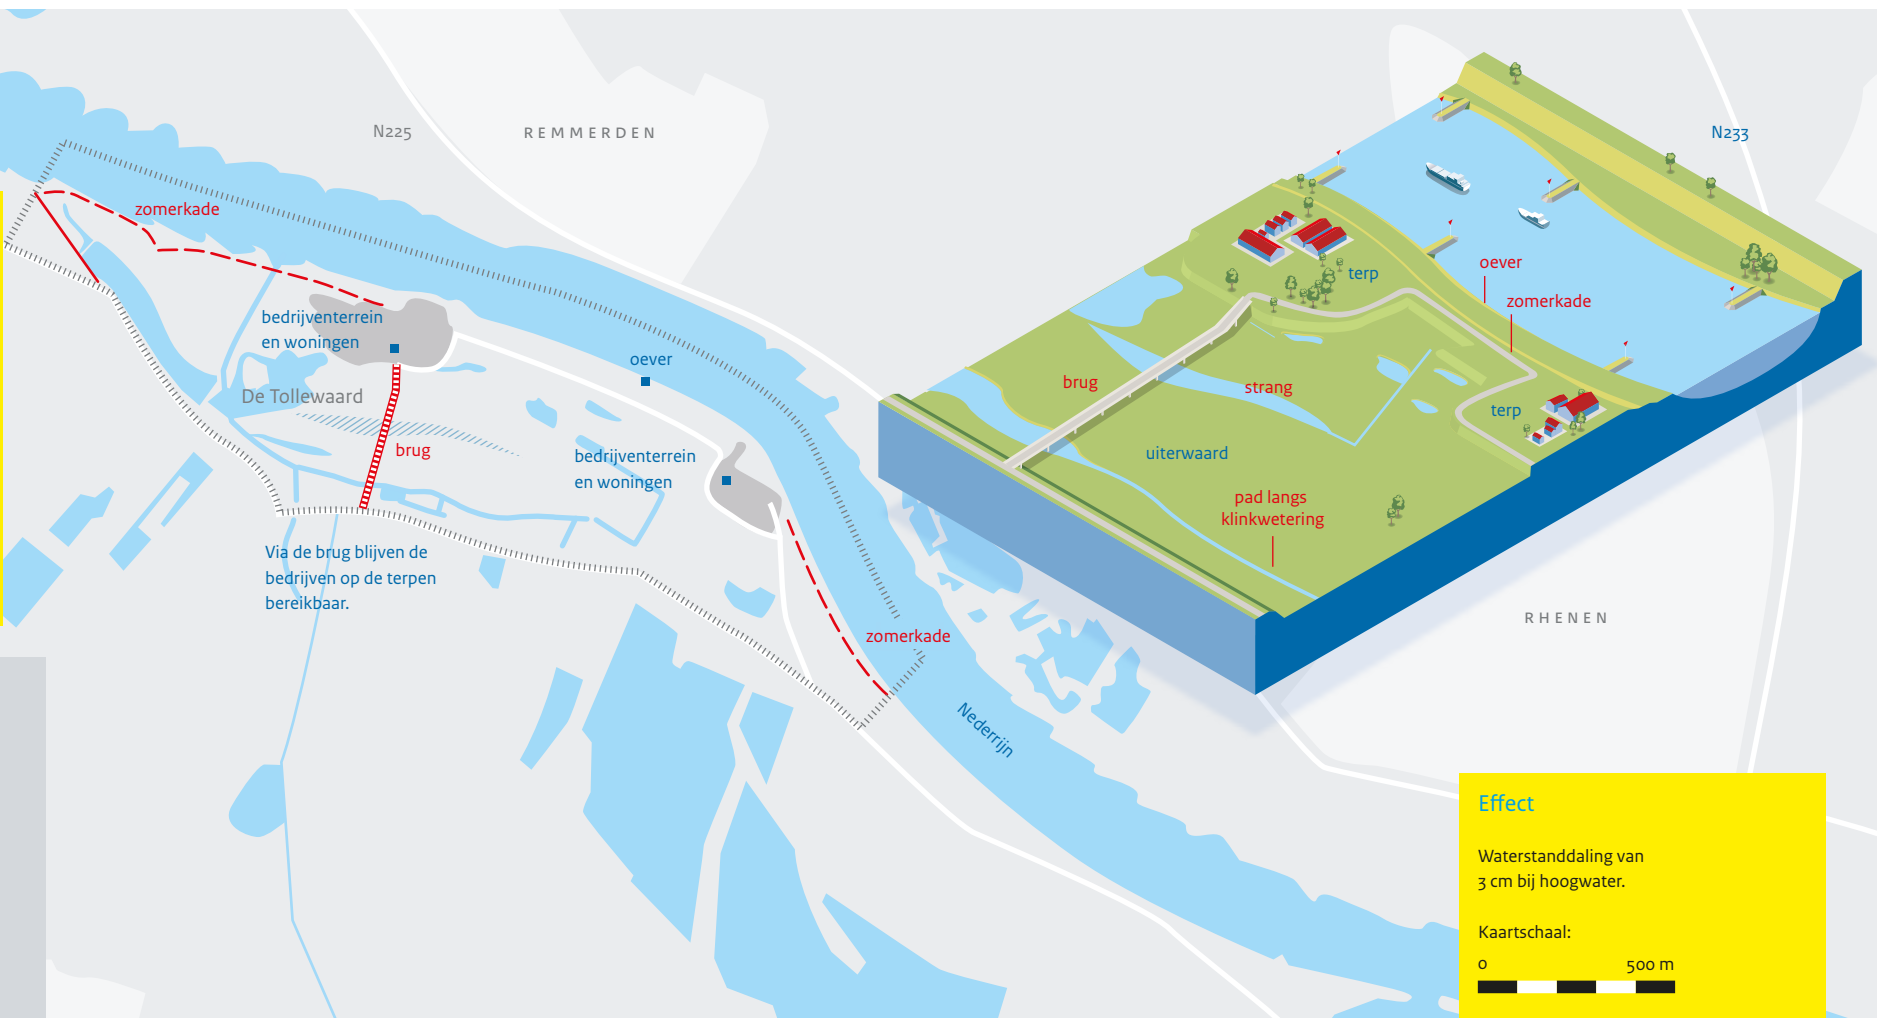 N225
REMMERDEN
N233
zomerkade
bedrijventerrein
en woningen
oever
De Tollewaard
brug
bedrijventerrein
en woningen
Via de brug blijven de
bedrijven op de terpen
bereikbaar.
zomerkade
Nederrijn
terp
oever
zomerkade
brug
strang
terp
uiterwaard
pad langs
klinkwetering
RHENEN
Effect
Waterstanddaling van
3 cm bij hoogwater.
Kaartschaal:
0 500 m